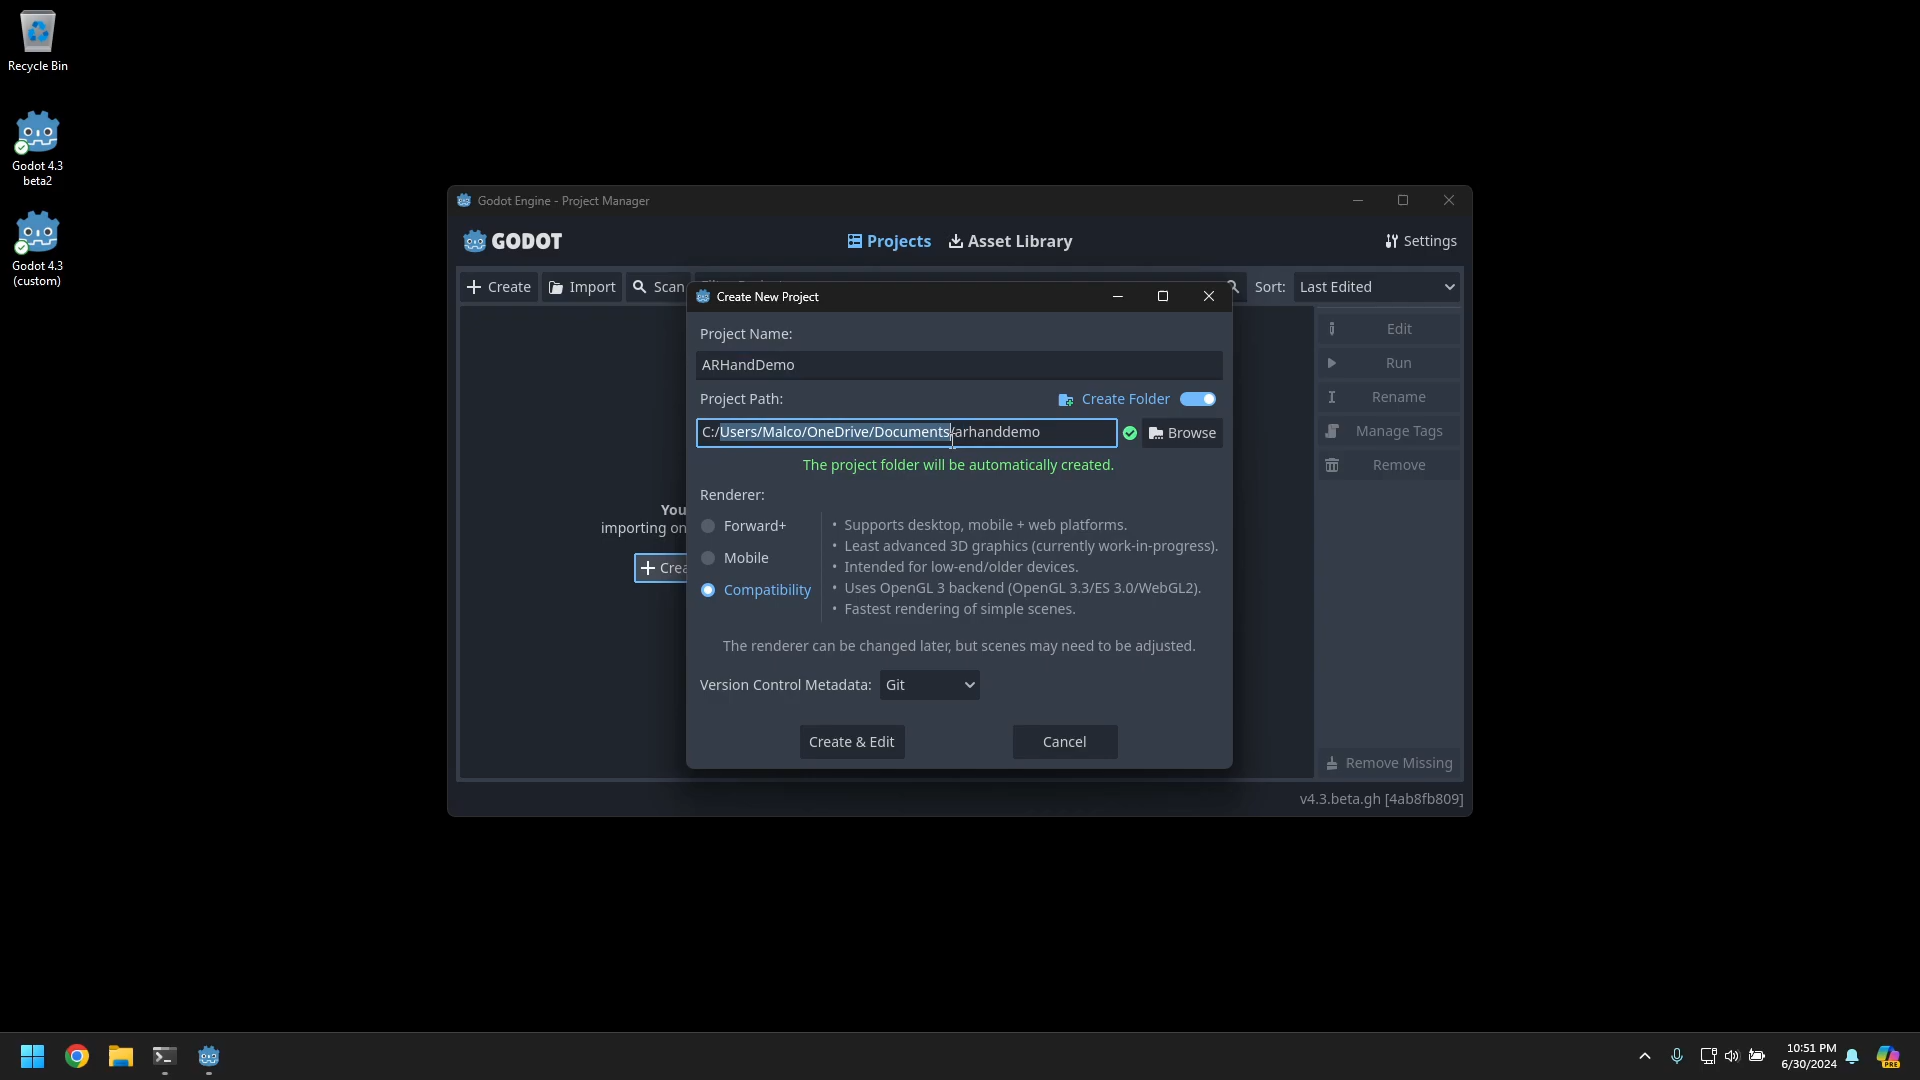 Recycle Bin
Godot 4.3
beta2
Godot 4.3
(custom)
Godot Engine - Project Manager
GODOT
Projects
Asset Library
Settings
Create
Import
Scan
Sort:
Last Edited
Create New Project
Project Name:
ARHandDemo
Project Path:
Create Folder
C:/Users/Malco/OneDrive/Documents/arhanddemo
Browse
The project folder will be automatically created.
Renderer:
Forward+
Mobile
Compatibility
• Supports desktop, mobile + web platforms.
• Least advanced 3D graphics (currently work-in-progress).
• Intended for low-end/older devices.
• Uses OpenGL 3 backend (OpenGL 3.3/ES 3.0/WebGL2).
• Fastest rendering of simple scenes.
The renderer can be changed later, but scenes may need to be adjusted.
Version Control Metadata:
Git
Create & Edit
Cancel
You
importing on
Crea
Edit
Run
Rename
Manage Tags
Remove
Remove Missing
v4.3.beta.gh [4ab8fb809]
10:51 PM
6/30/2024
PRE